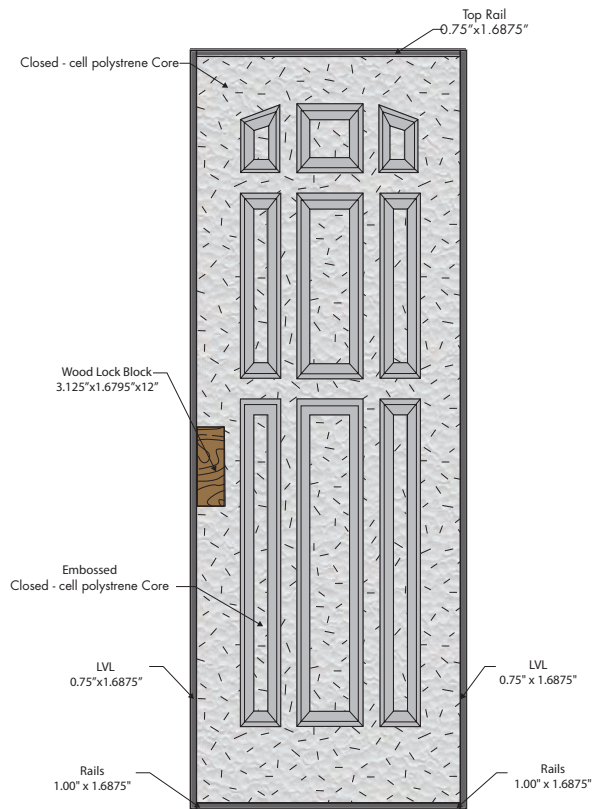 Top Rail
0.75”x1.6875”
Closed - cell polystrene Core
Wood Lock Block
3.125”x1.6795”x12”
Embossed
Closed - cell polystrene Core
LVL
0.75”x1.6875”
LVL
0.75" x 1.6875"
Rails
1.00" x 1.6875"
Rails
1.00" x 1.6875"